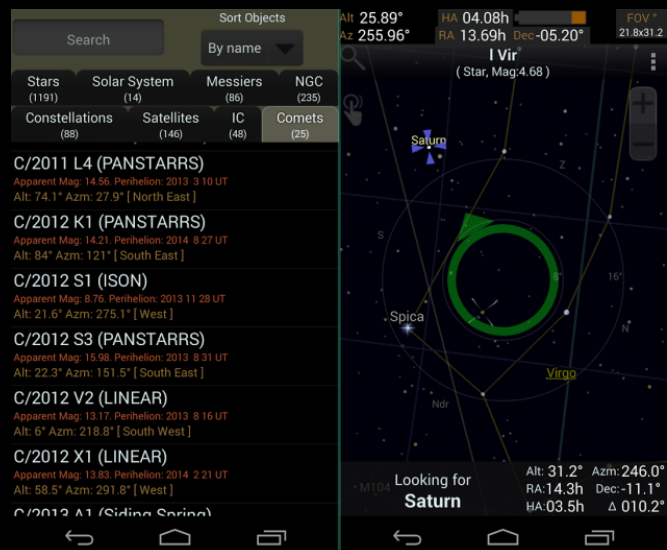 Sort Objects
Search
By name
Stars
(1191)
Solar System
(14)
Messiers
(86)
NGC
(235)
Constellations
(88)
Satellites
(146)
IC
(48)
Comets
(25)
C/2011 L4 (PANSTARRS)
Apparent Mag: 14.56. Perihelion: 2013 3 10 UT
Alt: 74.1° Azm: 27.9° [ North East ]
C/2012 K1 (PANSTARRS)
Apparent Mag: 14.21. Perihelion: 2014 8 27 UT
Alt: 84° Azm: 121° [ South East ]
C/2012 S1 (ISON)
Apparent Mag: 8.76. Perihelion: 2013 11 28 UT
Alt: 21.6° Azm: 275.1° [ West ]
C/2012 S3 (PANSTARRS)
Apparent Mag: 15.98. Perihelion: 2013 8 31 UT
Alt: 22.3° Azm: 151.5° [ South East ]
C/2012 V2 (LINEAR)
Apparent Mag: 13.17. Perihelion: 2013 8 16 UT
Alt: 6° Azm: 218.8° [ South West ]
C/2012 X1 (LINEAR)
Apparent Mag: 13.83. Perihelion: 2014 2 21 UT
Alt: 58.5° Azm: 291.8° [ West ]
C/2013 A1 (Siding Spring)
Alt 25.89° HA 04.08h FOV °
Az 255.96° RA 13.69h Dec -05.20° 21.8x31.2
l Vir
( Star, Mag:4.68 )
Saturn
Z
S
8°
16°
Spica
N
Virgo
Ndr
M104
Looking for
Saturn
Alt: 31.2° Azm: 246.0°
RA: 14.3h Dec: -11.1°
HA: 03.5h Δ 010.2°